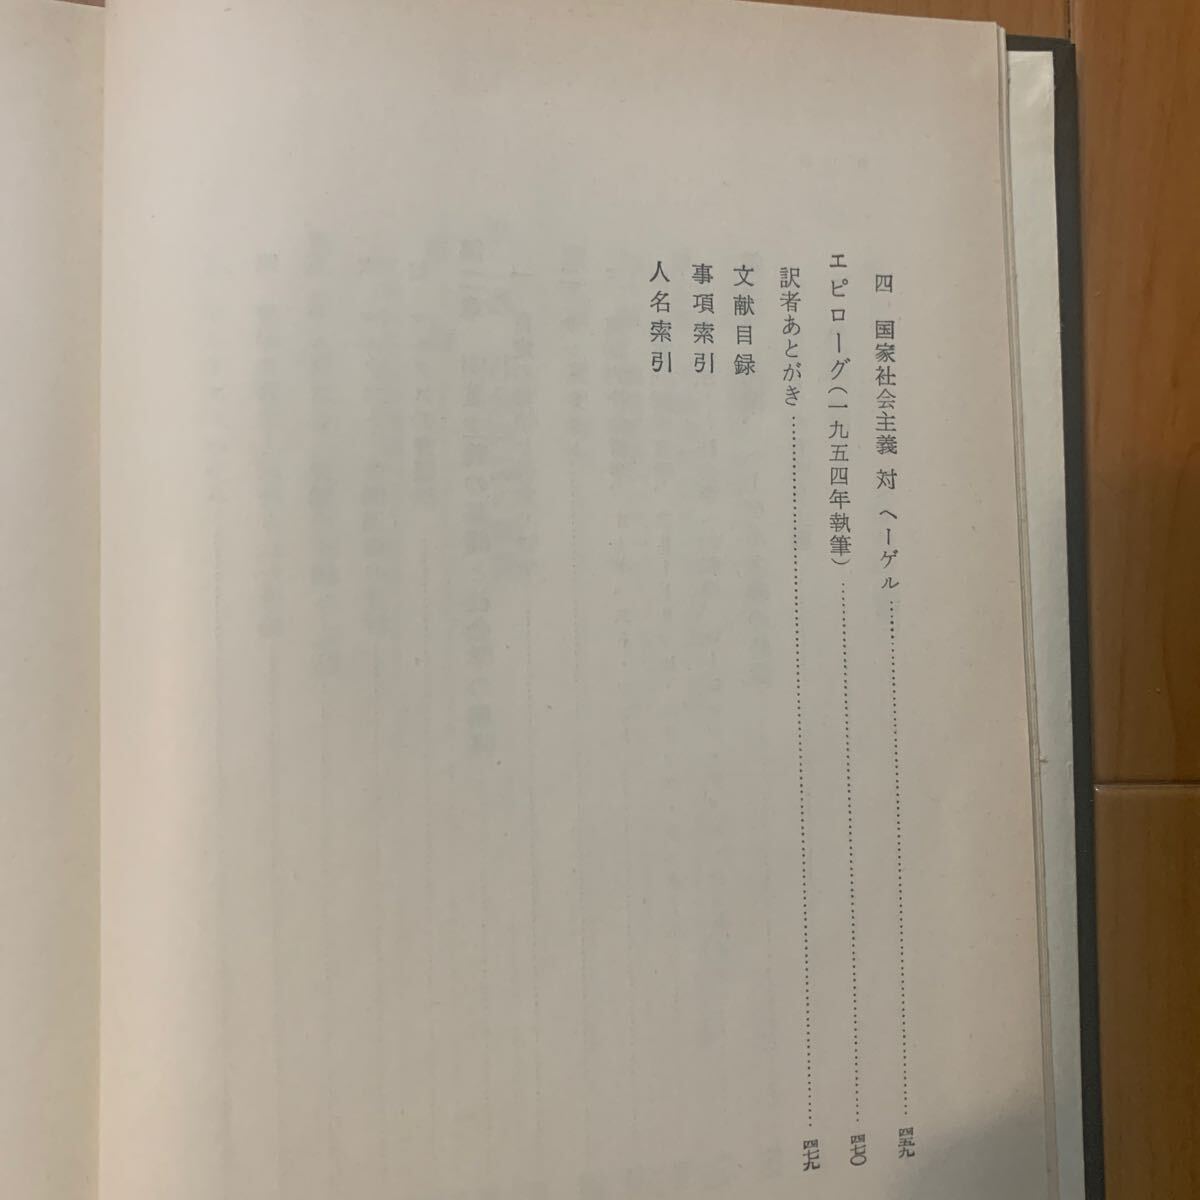 四 国家社会主義 対 ヘーゲル……………………四五九
エピローグ(一九五四年執筆)……………………四七〇
訳者あとがき……………………四七九
文献目録
事項索引
人名索引